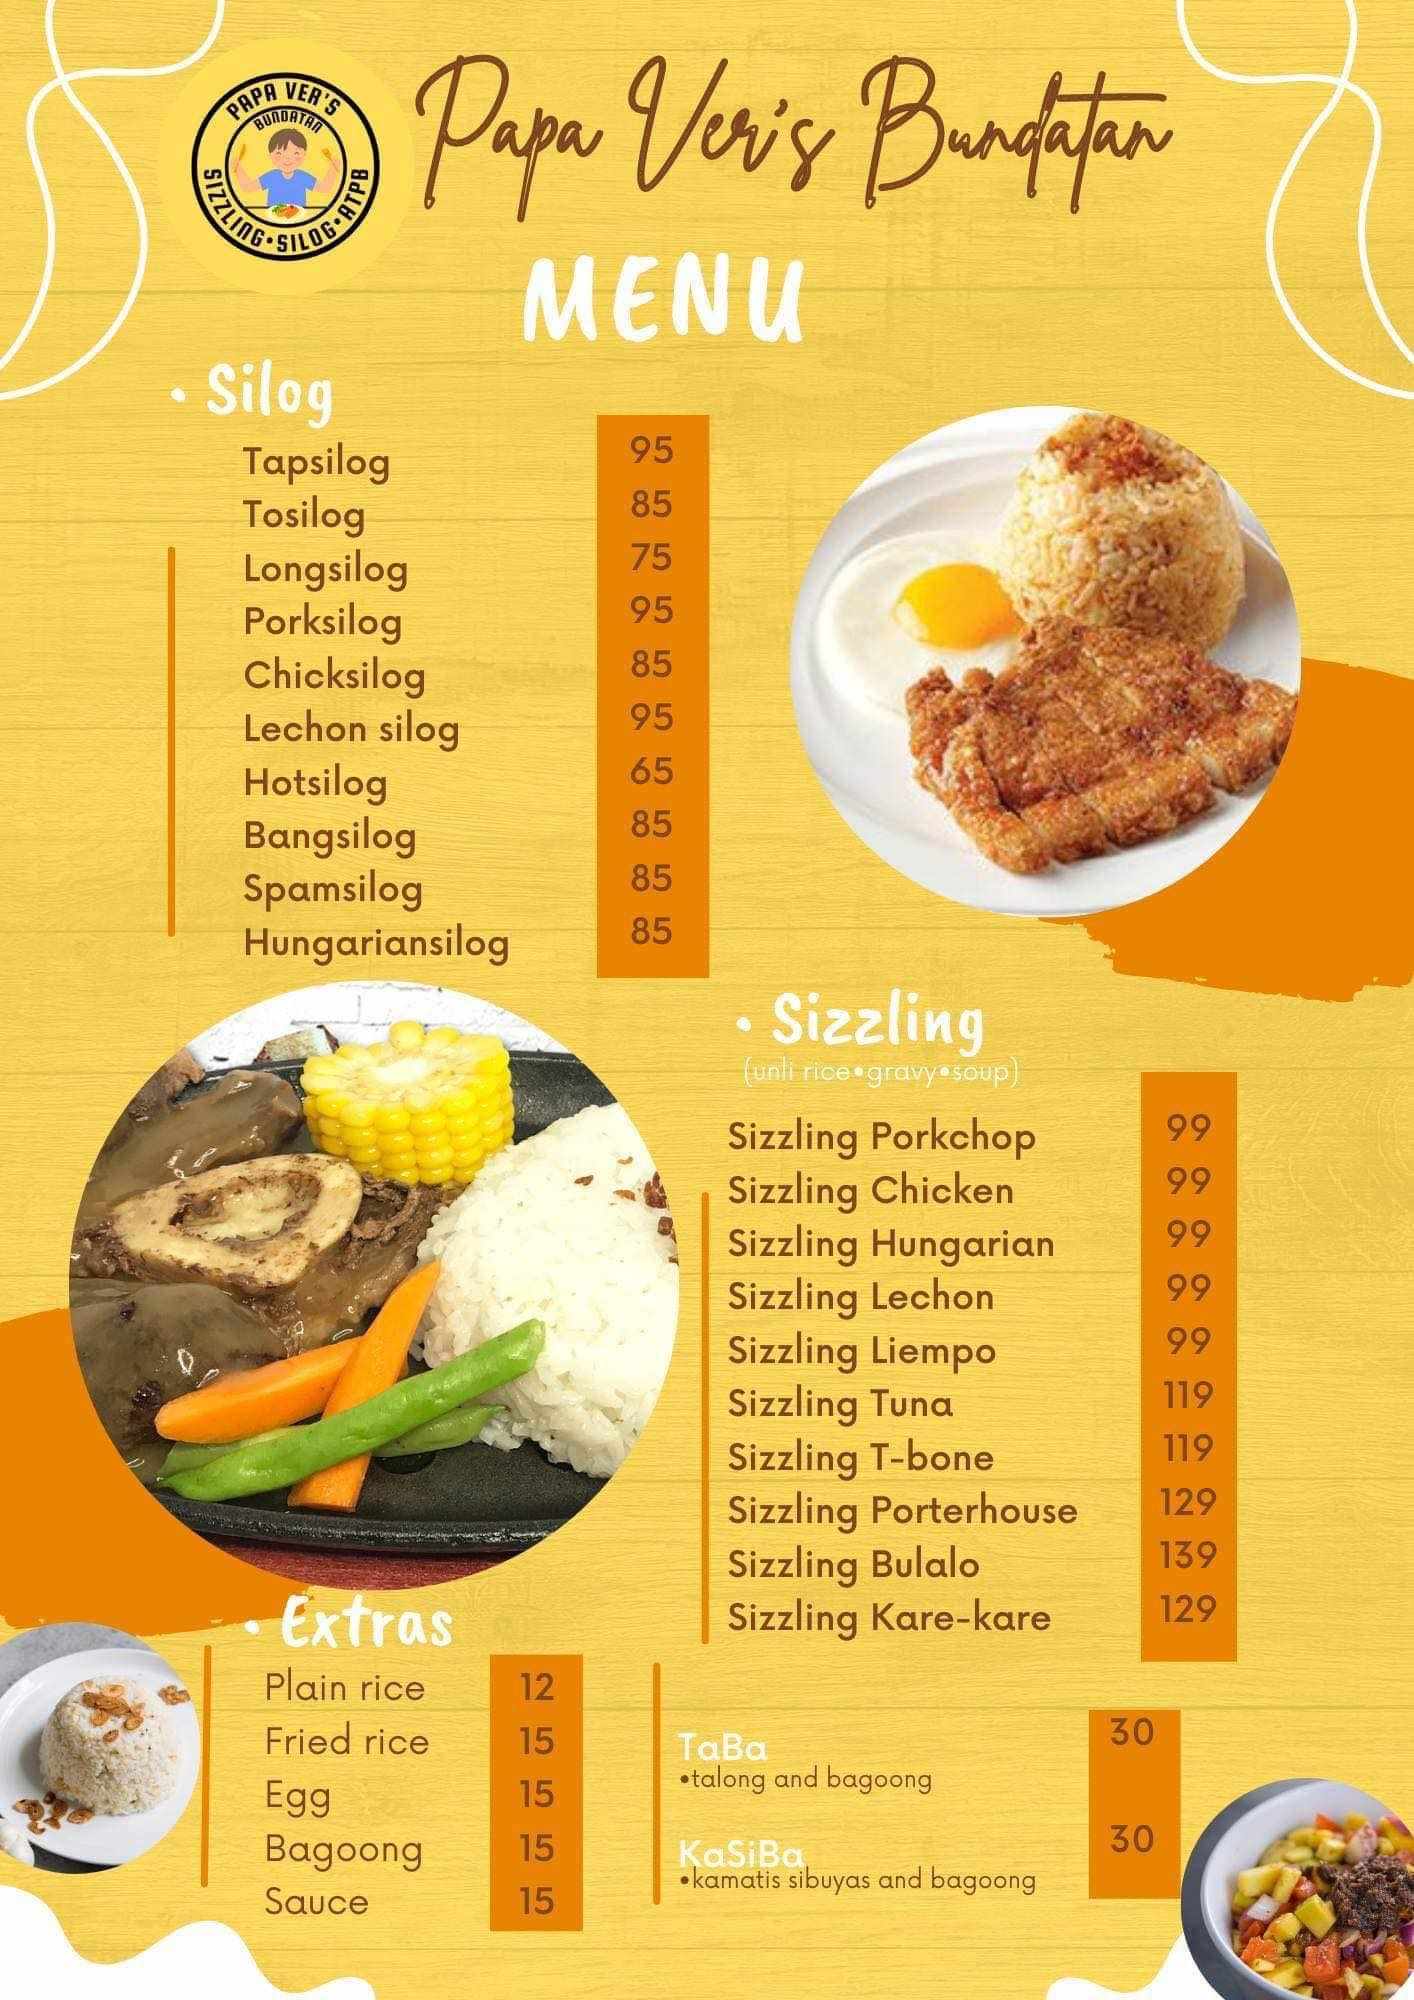 PAPA VER'S
BUNDATAN
SIZZLING•SILOG•ATPB
Papa Ver's Bundatan
MENU
• Silog
Tapsilog 95
Tosilog 85
Longsilog 75
Porksilog 95
Chicksilog 85
Lechon silog 95
Hotsilog 65
Bangsilog 85
Spamsilog 85
Hungariansilog 85
• Sizzling
(unli rice•gravy•soup)
Sizzling Porkchop 99
Sizzling Chicken 99
Sizzling Hungarian 99
Sizzling Lechon 99
Sizzling Liempo 99
Sizzling Tuna 119
Sizzling T-bone 119
Sizzling Porterhouse 129
Sizzling Bulalo 139
Sizzling Kare-kare 129
• Extras
Plain rice 12
Fried rice 15
Egg 15
Bagoong 15
Sauce 15
TaBa 30
•talong and bagoong
KaSiBa 30
•kamatis sibuyas and bagoong